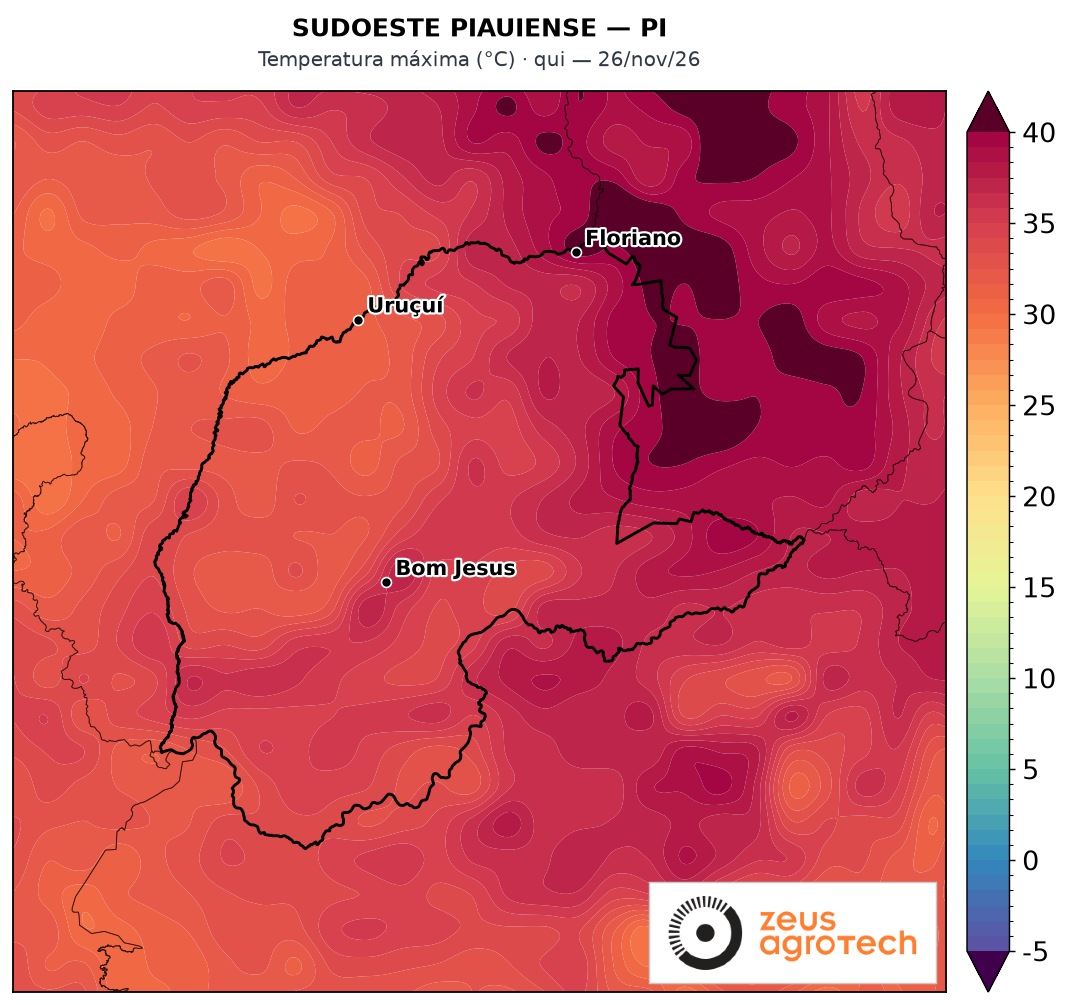 SUDOESTE PIAUIENSE — PI
Temperatura máxima (°C) · qui — 26/nov/26
Floriano
Uruçuí
Bom Jesus
40
35
30
25
20
15
10
5
0
-5
zeus
agrotech